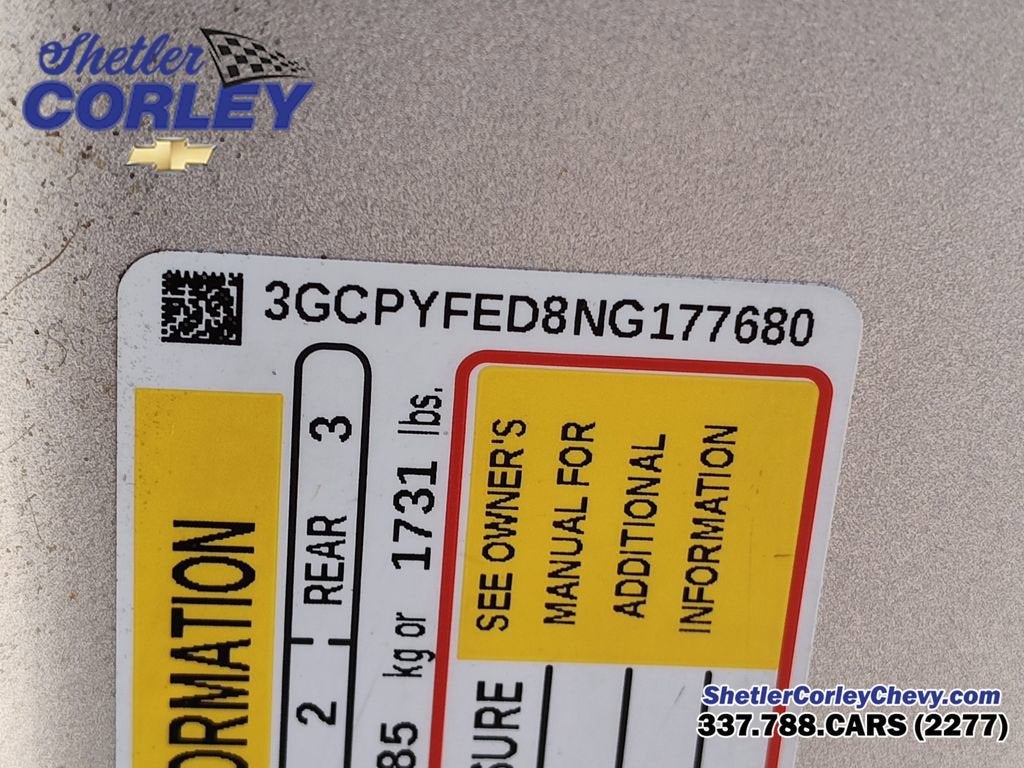 Shetler
CORLEY
3GCPYFED8NG177680
ORMATION
2 REAR 3
85 kg or 1731 lbs.
SEE OWNER'S
MANUAL FOR
ADDITIONAL
INFORMATION
SURE
ShetlerCorleyChevy.com
337.788.CARS (2277)